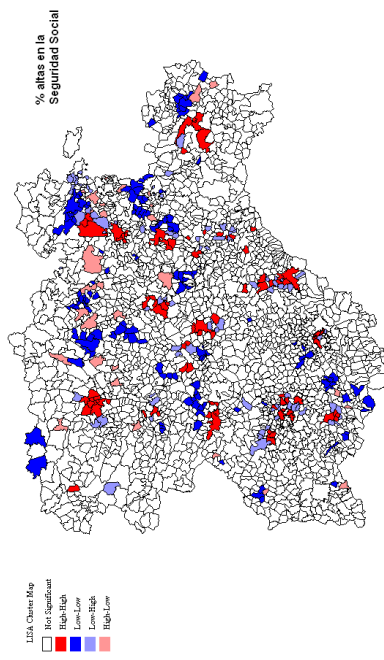 % altas en la
Seguridad Social
LISA Cluster Map
Not Significant
High-High
Low-Low
Low-High
High-Low